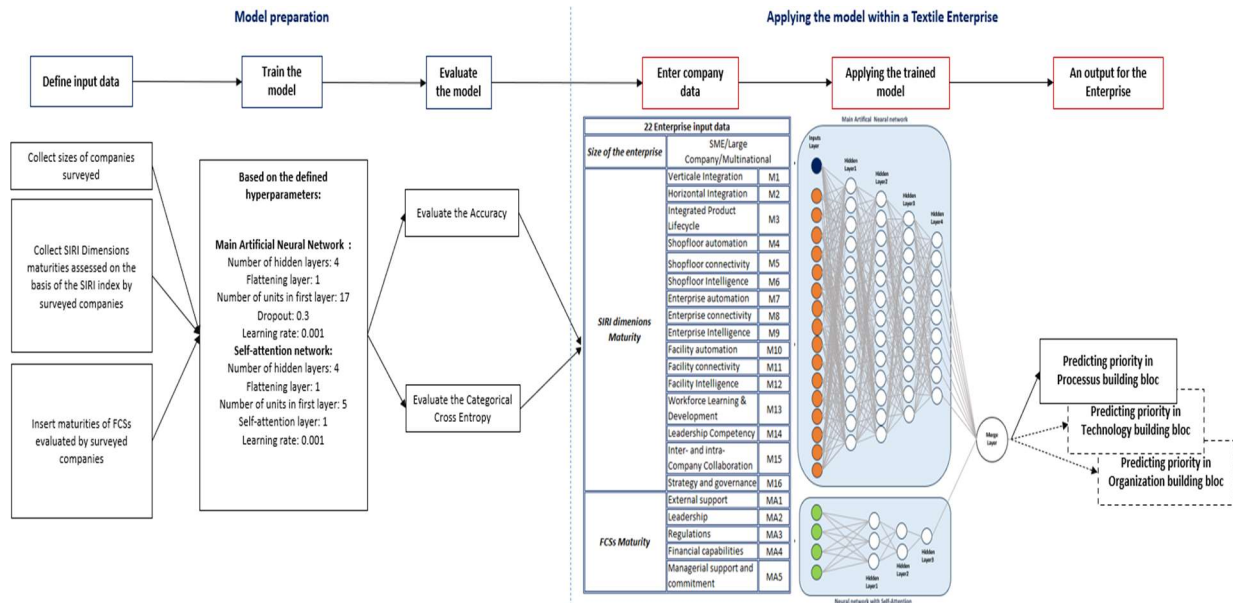 Model preparation
Applying the model within a Textile Enterprise
Define input data
Train the
model
Evaluate
the model
Enter company
data
Applying the trained
model
An output for the
Enterprise
Collect sizes of companies
surveyed
Collect SIRI Dimensions
maturities assessed on the
basis of the SIRI index by
surveyed companies
Insert maturities of FCSs
evaluated by surveyed
companies
Based on the defined
hyperparameters:
Main Artificial Neural Network :
Number of hidden layers: 4
Flattening layer: 1
Number of units in first layer: 17
Dropout: 0.3
Learning rate: 0.001
Self-attention network:
Number of hidden layers: 4
Flattening layer: 1
Number of units in first layer: 5
Self-attention layer: 1
Learning rate: 0.001
Evaluate the Accuracy
Evaluate the Categorical
Cross Entropy
22 Enterprise input data
Size of the enterprise
SME/Large
Company/Multinational
SIRI dimenions
Maturity
Verticale Integration M1
Horizontal Integration M2
Integrated Product
Lifecycle M3
Shopfloor automation M4
Shopfloor connectivity M5
Shopfloor Intelligence M6
Enterprise automation M7
Enterprise connectivity M8
Enterprise Intelligence M9
Facility automation M10
Facility connectivity M11
Facility Intelligence M12
Workforce Learning &
Development M13
Leadership Competency M14
Inter- and intra-
Company Collaboration M15
Strategy and governance M16
FCSs Maturity
External support MA1
Leadership MA2
Regulations MA3
Financial capabilities MA4
Managerial support and
commitment MA5
Main Artifical Neural network
Inputs
Layer
Hidden
Layer1
Hidden
Layer2
Hidden
Layer3
Hidden
Layer4
Merge
Layer
Hidden
Layer1
Hidden
Layer2
Hidden
Layer3
Neural network with Self-Attention
Predicting priority in
Processus building bloc
Predicting priority in
Technology building bloc
Predicting priority in
Organization building bloc